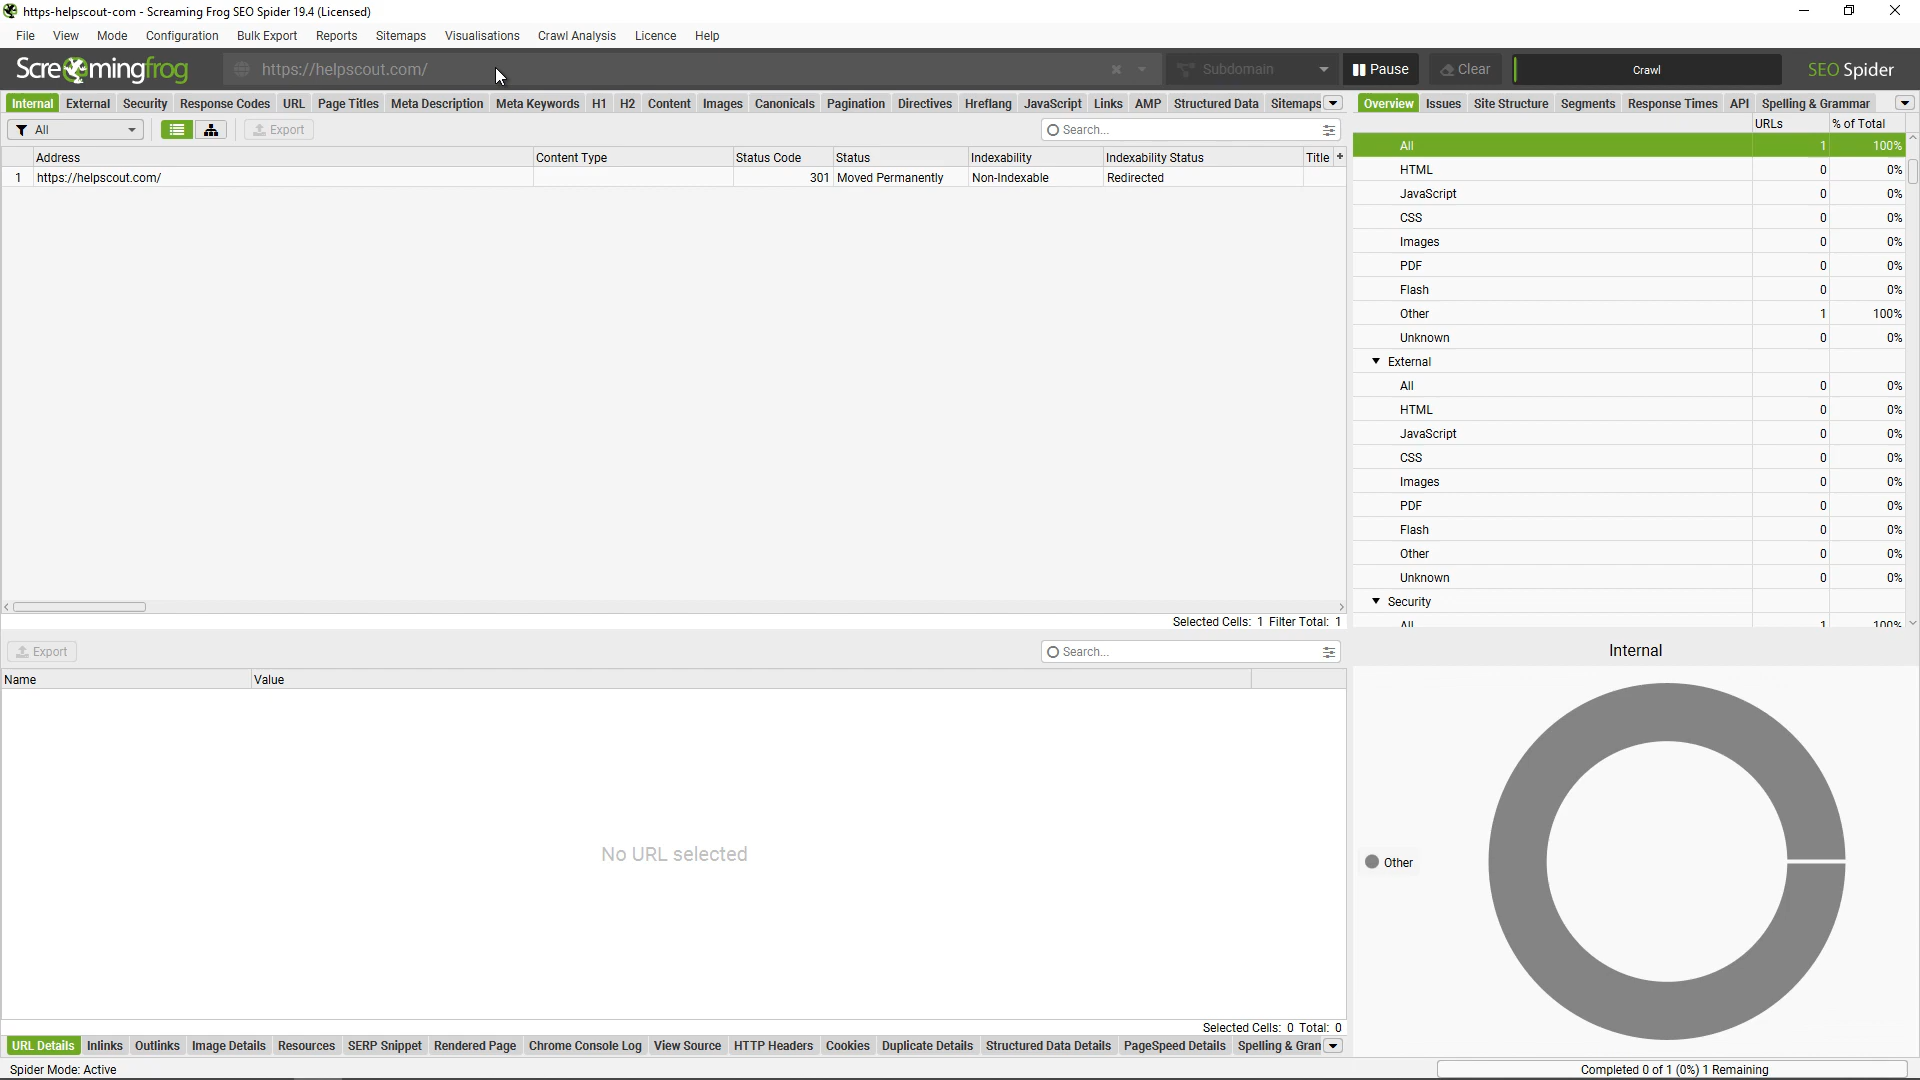 https-helpscout-com - Screaming Frog SEO Spider 19.4 (Licensed)
File View Mode Configuration Bulk Export Reports Sitemaps Visualisations Crawl Analysis Licence Help
Screamingfrog https://helpscout.com/ Subdomain Pause Clear Crawl SEO Spider
Internal External Security Response Codes URL Page Titles Meta Description Meta Keywords H1 H2 Content Images Canonicals Pagination Directives Hreflang JavaScript Links AMP Structured Data Sitemaps
Overview Issues Site Structure Segments Response Times API Spelling & Grammar
All Export Search...
URLs % of Total
Address Content Type Status Code Status Indexability Indexability Status Title +
1 https://helpscout.com/ 301 Moved Permanently Non-Indexable Redirected
All 1 100%
HTML 0 0%
JavaScript 0 0%
CSS 0 0%
Images 0 0%
PDF 0 0%
Flash 0 0%
Other 1 100%
Unknown 0 0%
External
All 0 0%
HTML 0 0%
JavaScript 0 0%
CSS 0 0%
Images 0 0%
PDF 0 0%
Flash 0 0%
Other 0 0%
Unknown 0 0%
Security
All 1 100%
Selected Cells: 1 Filter Total: 1
Export Search...
Name Value
No URL selected
Internal
Other
Selected Cells: 0 Total: 0
URL Details Inlinks Outlinks Image Details Resources SERP Snippet Rendered Page Chrome Console Log View Source HTTP Headers Cookies Duplicate Details Structured Data Details PageSpeed Details Spelling & Gran
Spider Mode: Active
Completed 0 of 1 (0%) 1 Remaining